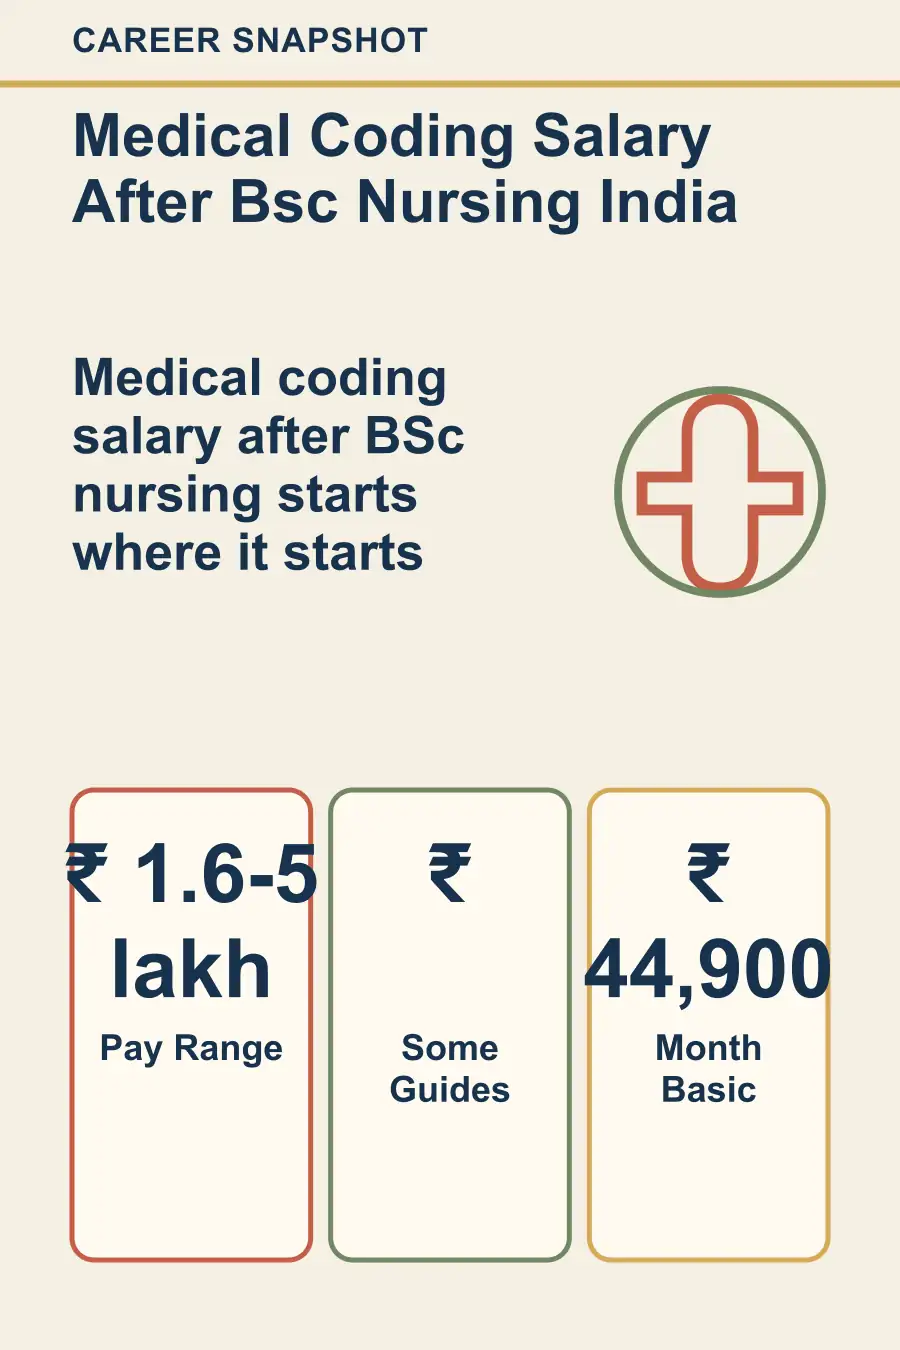 CAREER SNAPSHOT
Medical Coding Salary
After Bsc Nursing India
Medical coding
salary after BSc
nursing starts
where it starts
₹ 1.6-5
lakh
Pay Range
₹
Some
Guides
₹
44,900
Month
Basic